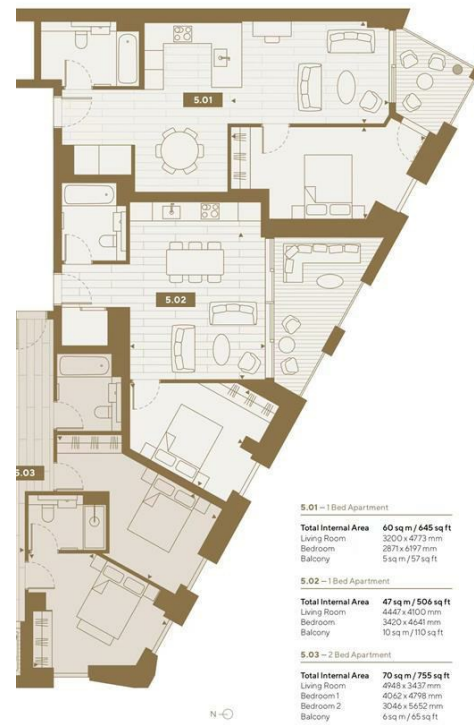 5.01
5.02
5.03
5.01 – 1 Bed Apartment
Total Internal Area 60 sq m / 645 sq ft
Living Room 3200 x 4773 mm
Bedroom 2871 x 6197 mm
Balcony 5 sq m / 57 sq ft
5.02 – 1 Bed Apartment
Total Internal Area 47 sq m / 506 sq ft
Living Room 4447 x 4100 mm
Bedroom 3420 x 4641 mm
Balcony 10 sq m / 110 sq ft
5.03 – 2 Bed Apartment
Total Internal Area 70 sq m / 755 sq ft
Living Room 4948 x 3437 mm
Bedroom 1 4062 x 4798 mm
Bedroom 2 3046 x 5652 mm
Balcony 6 sq m / 65 sq ft
N